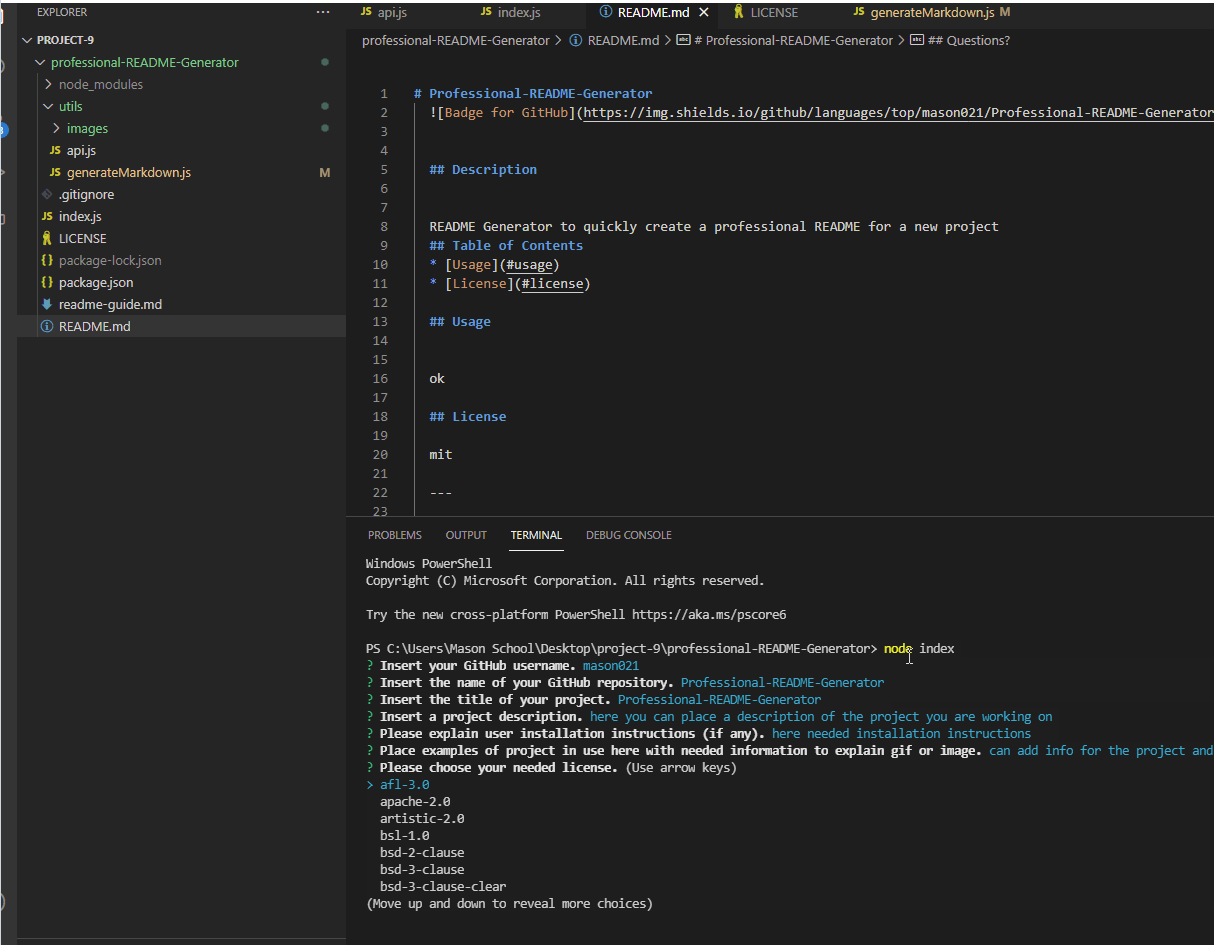 EXPLORER ...
PROJECT-9
professional-README-Generator
node_modules
utils
images
JS api.js
JS generateMarkdown.js M
.gitignore
JS index.js
LICENSE
{} package-lock.json
{} package.json
readme-guide.md
README.md
JS api.js JS index.js README.md LICENSE JS generateMarkdown.js M
professional-README-Generator > README.md > # Professional-README-Generator > ## Questions?
1 # Professional-README-Generator
2 ![Badge for GitHub](https://img.shields.io/github/languages/top/mason021/Professional-README-Generator
3
4
5 ## Description
6
7
8 README Generator to quickly create a professional README for a new project
9 ## Table of Contents
10 * [Usage](#usage)
11 * [License](#license)
12
13 ## Usage
14
15
16 ok
17
18 ## License
19
20 mit
21
22 ---
23
PROBLEMS OUTPUT TERMINAL DEBUG CONSOLE
Windows PowerShell
Copyright (C) Microsoft Corporation. All rights reserved.
Try the new cross-platform PowerShell https://aka.ms/pscore6
PS C:\Users\Mason School\Desktop\project-9\professional-README-Generator> node index
? Insert your GitHub username. mason021
? Insert the name of your GitHub repository. Professional-README-Generator
? Insert the title of your project. Professional-README-Generator
? Insert a project description. here you can place a description of the project you are working on
? Please explain user installation instructions (if any). here needed installation instructions
? Place examples of project in use here with needed information to explain gif or image. can add info for the project and
? Please choose your needed license. (Use arrow keys)
> afl-3.0
apache-2.0
artistic-2.0
bsl-1.0
bsd-2-clause
bsd-3-clause
bsd-3-clause-clear
(Move up and down to reveal more choices)